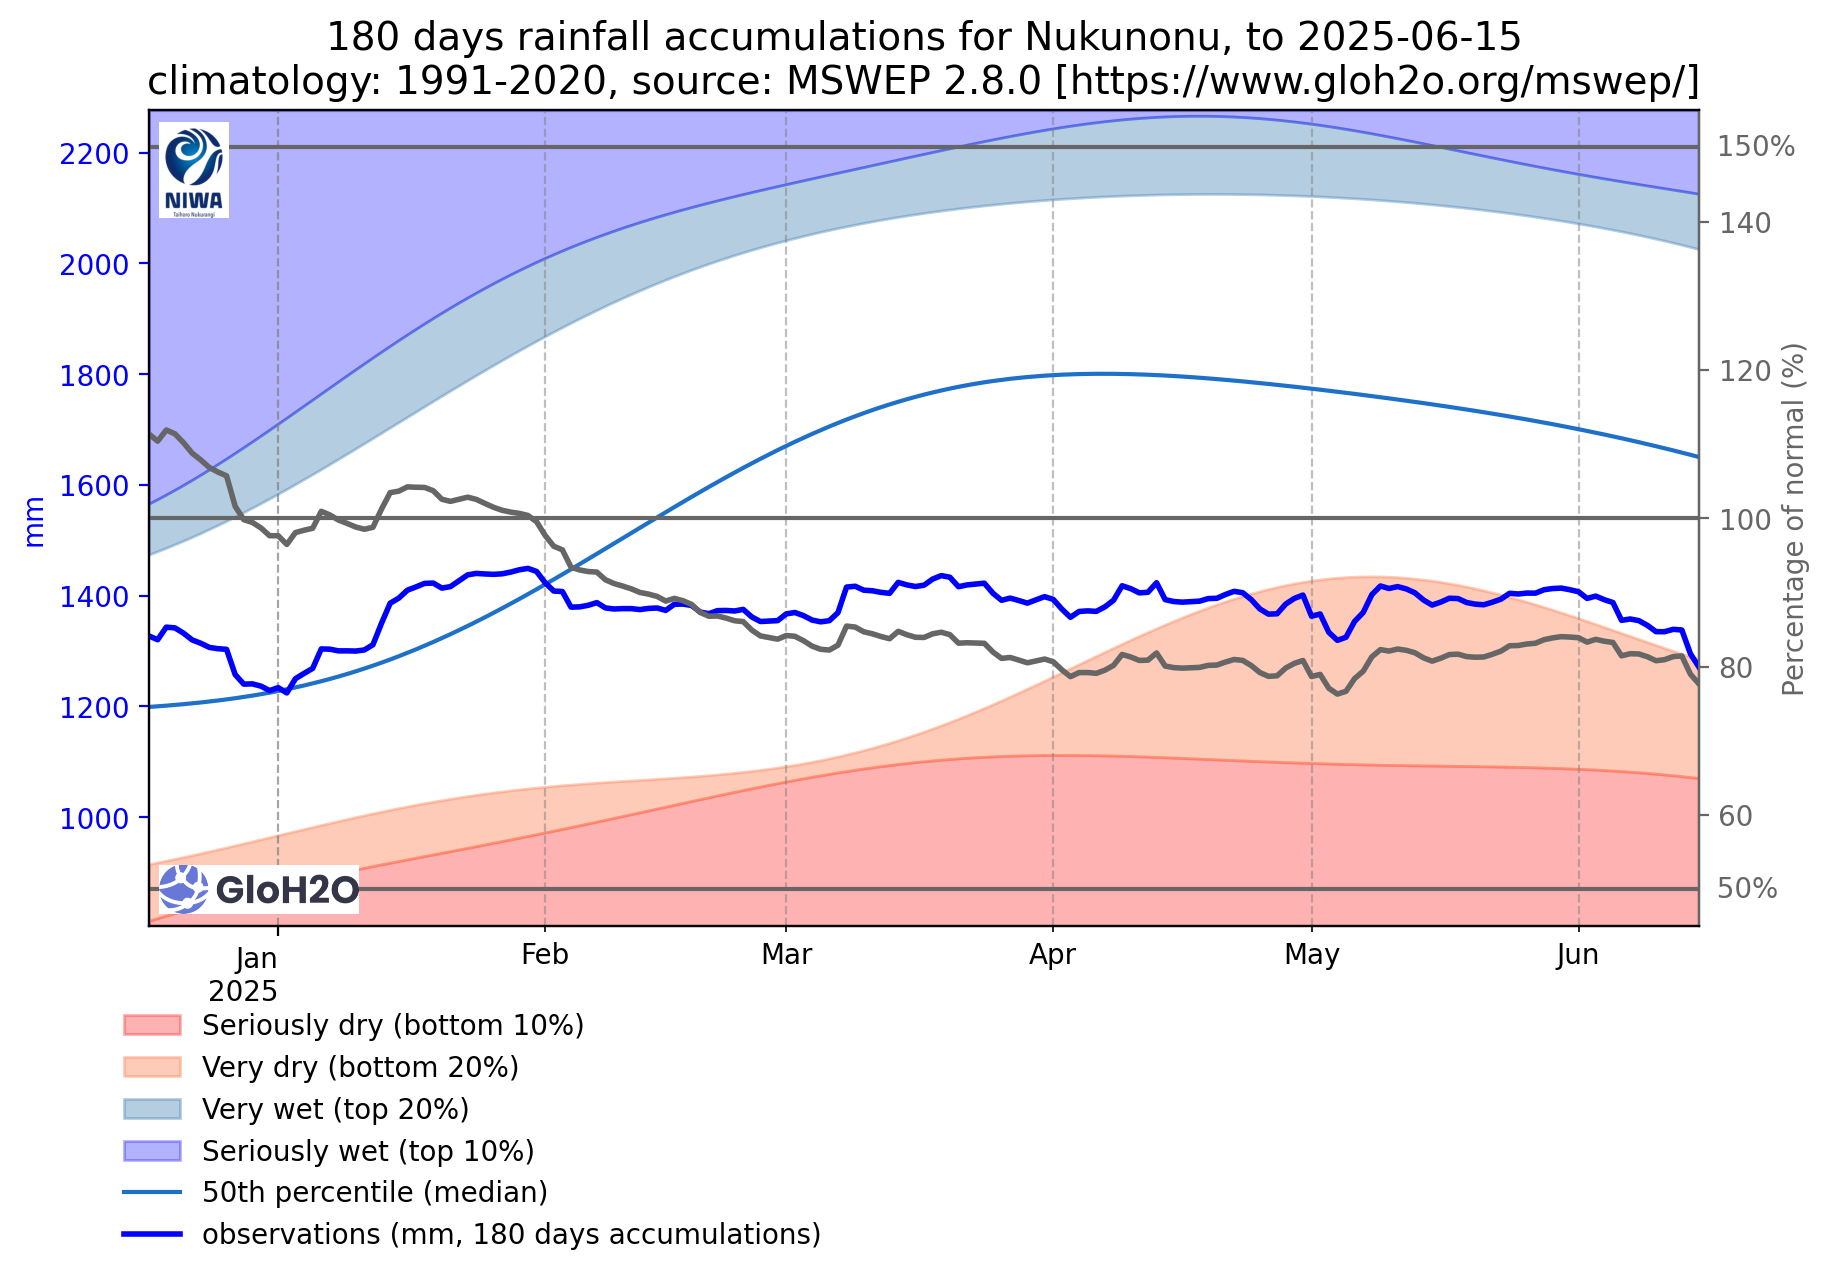 180 days rainfall accumulations for Nukunonu, to 2025-06-15
climatology: 1991-2020, source: MSWEP 2.8.0 [https://www.gloh2o.org/mswep/]
2200
2000
1800
1600
1400
1200
1000
mm
NIWA
Taihoro Nukurangi
GloH2O
150%
140
120
100
80
60
50%
Percentage of normal (%)
Jan
2025
Feb
Mar
Apr
May
Jun
Seriously dry (bottom 10%)
Very dry (bottom 20%)
Very wet (top 20%)
Seriously wet (top 10%)
50th percentile (median)
observations (mm, 180 days accumulations)